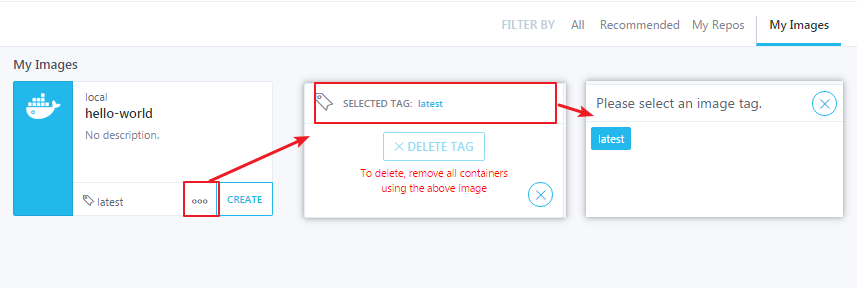 FILTER BY All Recommended My Repos My Images
My Images
local
hello-world
No description.
latest
ooo
CREATE
SELECTED TAG: latest
DELETE TAG
To delete, remove all containers
using the above image
Please select an image tag.
latest